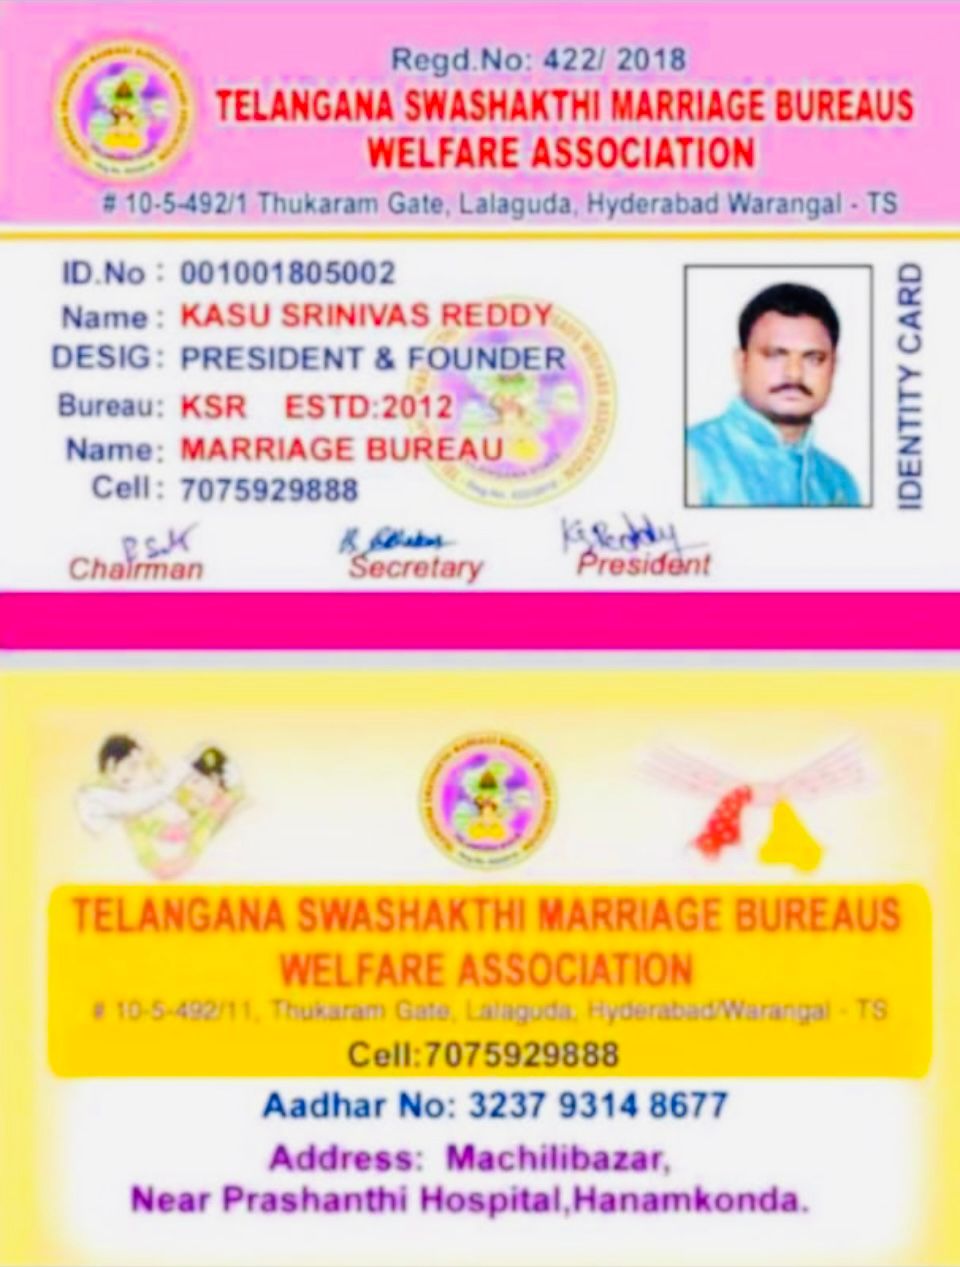 Regd.No: 422/ 2018
TELANGANA SWASHAKTHI MARRIAGE BUREAUS
WELFARE ASSOCIATION
# 10-5-492/1 Thukaram Gate, Lalaguda, Hyderabad Warangal - TS
ID.No : 001001805002
Name : KASU SRINIVAS REDDY
DESIG : PRESIDENT & FOUNDER
Bureau: KSR ESTD:2012
Name: MARRIAGE BUREAU
Cell : 7075929888
IDENTITY CARD
Chairman Secretary President
TELANGANA SWASHAKTHI MARRIAGE BUREAUS
WELFARE ASSOCIATION
# 10-5-492/11, Thukaram Gate, Lalaguda, Hyderabad/Warangal - TS
Cell:7075929888
Aadhar No: 3237 9314 8677
Address: Machilibazar,
Near Prashanthi Hospital,Hanamkonda.